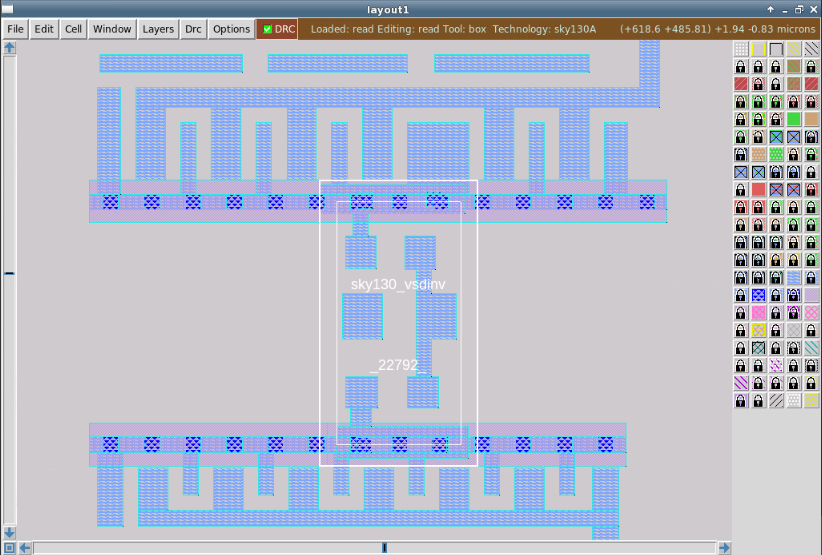 layout1
File Edit Cell Window Layers Drc Options DRC Loaded: read Editing: read Tool: box Technology: sky130A (+618.6 +485.81) +1.94 -0.83 microns
sky130_vsdinv
_22792_